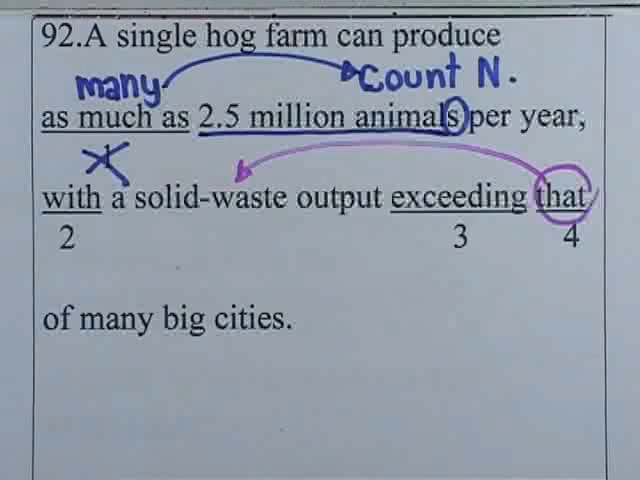 92.A single hog farm can produce
many Count N.
as much as 2.5 million animals per year,
1
with a solid-waste output exceeding that
2 3 4
of many big cities.